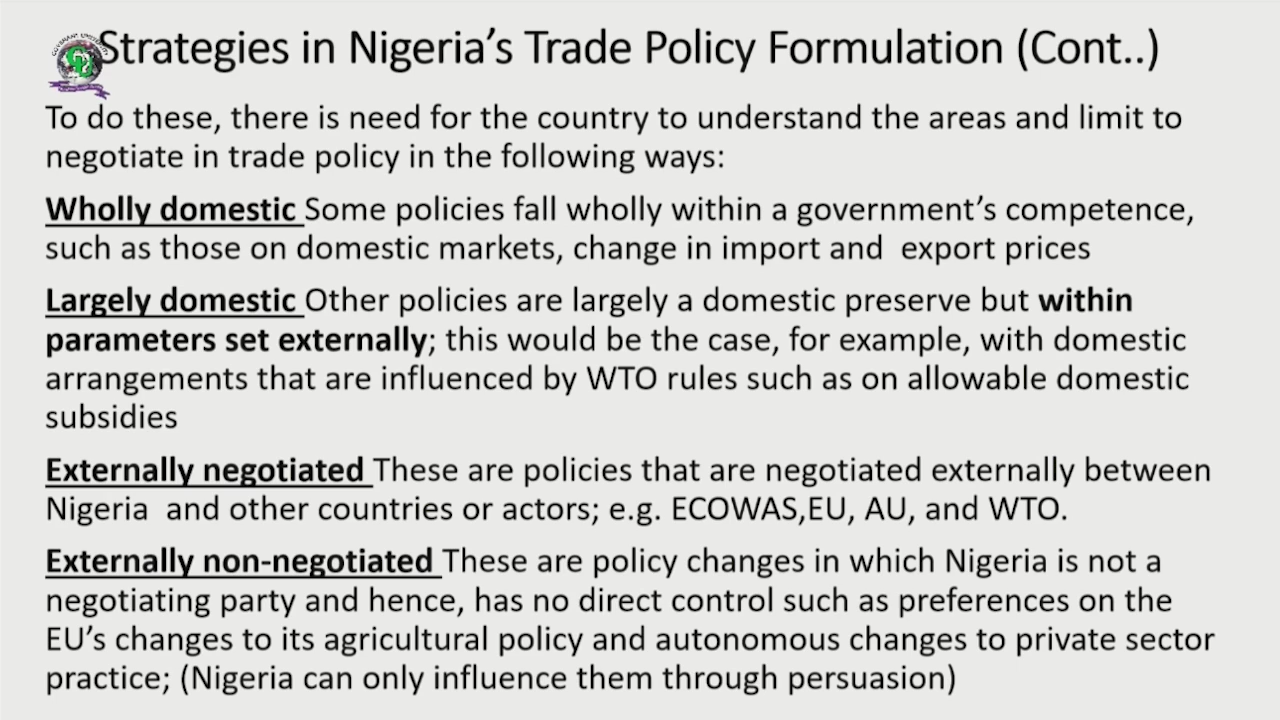 Strategies in Nigeria's Trade Policy Formulation (Cont..)
To do these, there is need for the country to understand the areas and limit to
negotiate in trade policy in the following ways:
Wholly domestic Some policies fall wholly within a government's competence,
such as those on domestic markets, change in import and  export prices
Largely domestic Other policies are largely a domestic preserve but within
parameters set externally; this would be the case, for example, with domestic
arrangements that are influenced by WTO rules such as on allowable domestic
subsidies
Externally negotiated These are policies that are negotiated externally between
Nigeria  and other countries or actors; e.g. ECOWAS,EU, AU, and WTO.
Externally non-negotiated These are policy changes in which Nigeria is not a
negotiating party and hence, has no direct control such as preferences on the
EU's changes to its agricultural policy and autonomous changes to private sector
practice; (Nigeria can only influence them through persuasion)